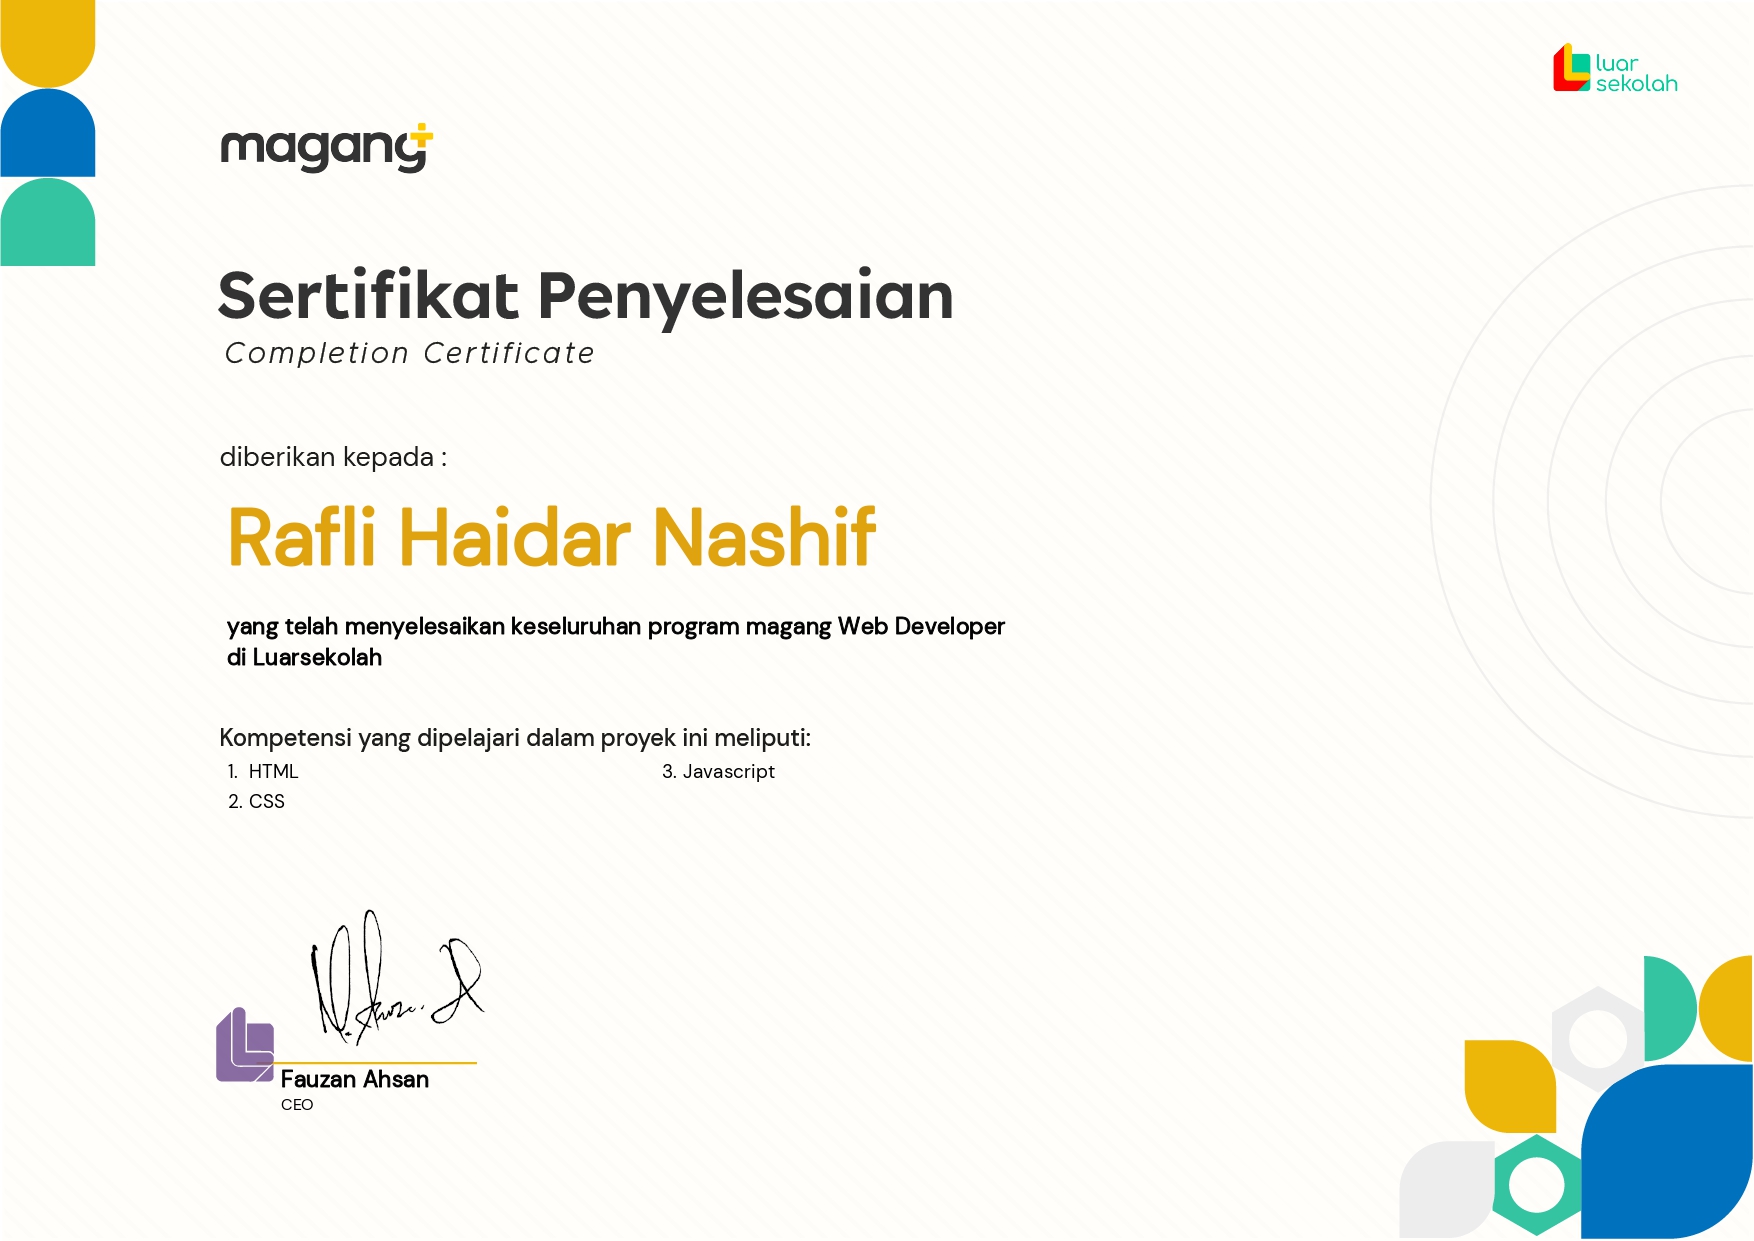 luar
sekolah
magang+
Sertifikat Penyelesaian
Completion Certificate
diberikan kepada :
Rafli Haidar Nashif
yang telah menyelesaikan keseluruhan program magang Web Developer
di Luarsekolah
Kompetensi yang dipelajari dalam proyek ini meliputi:
1. HTML
2. CSS
3. Javascript
Fauzan Ahsan
CEO